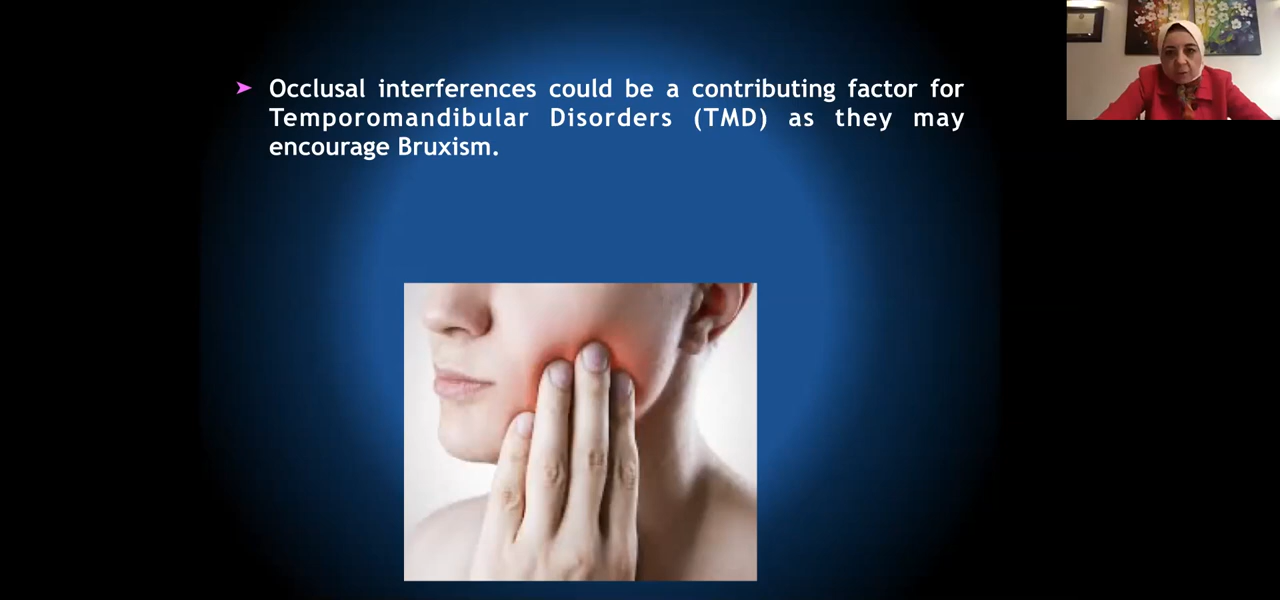 Occlusal interferences could be a contributing factor for
Temporomandibular Disorders (TMD) as they may
encourage Bruxism.